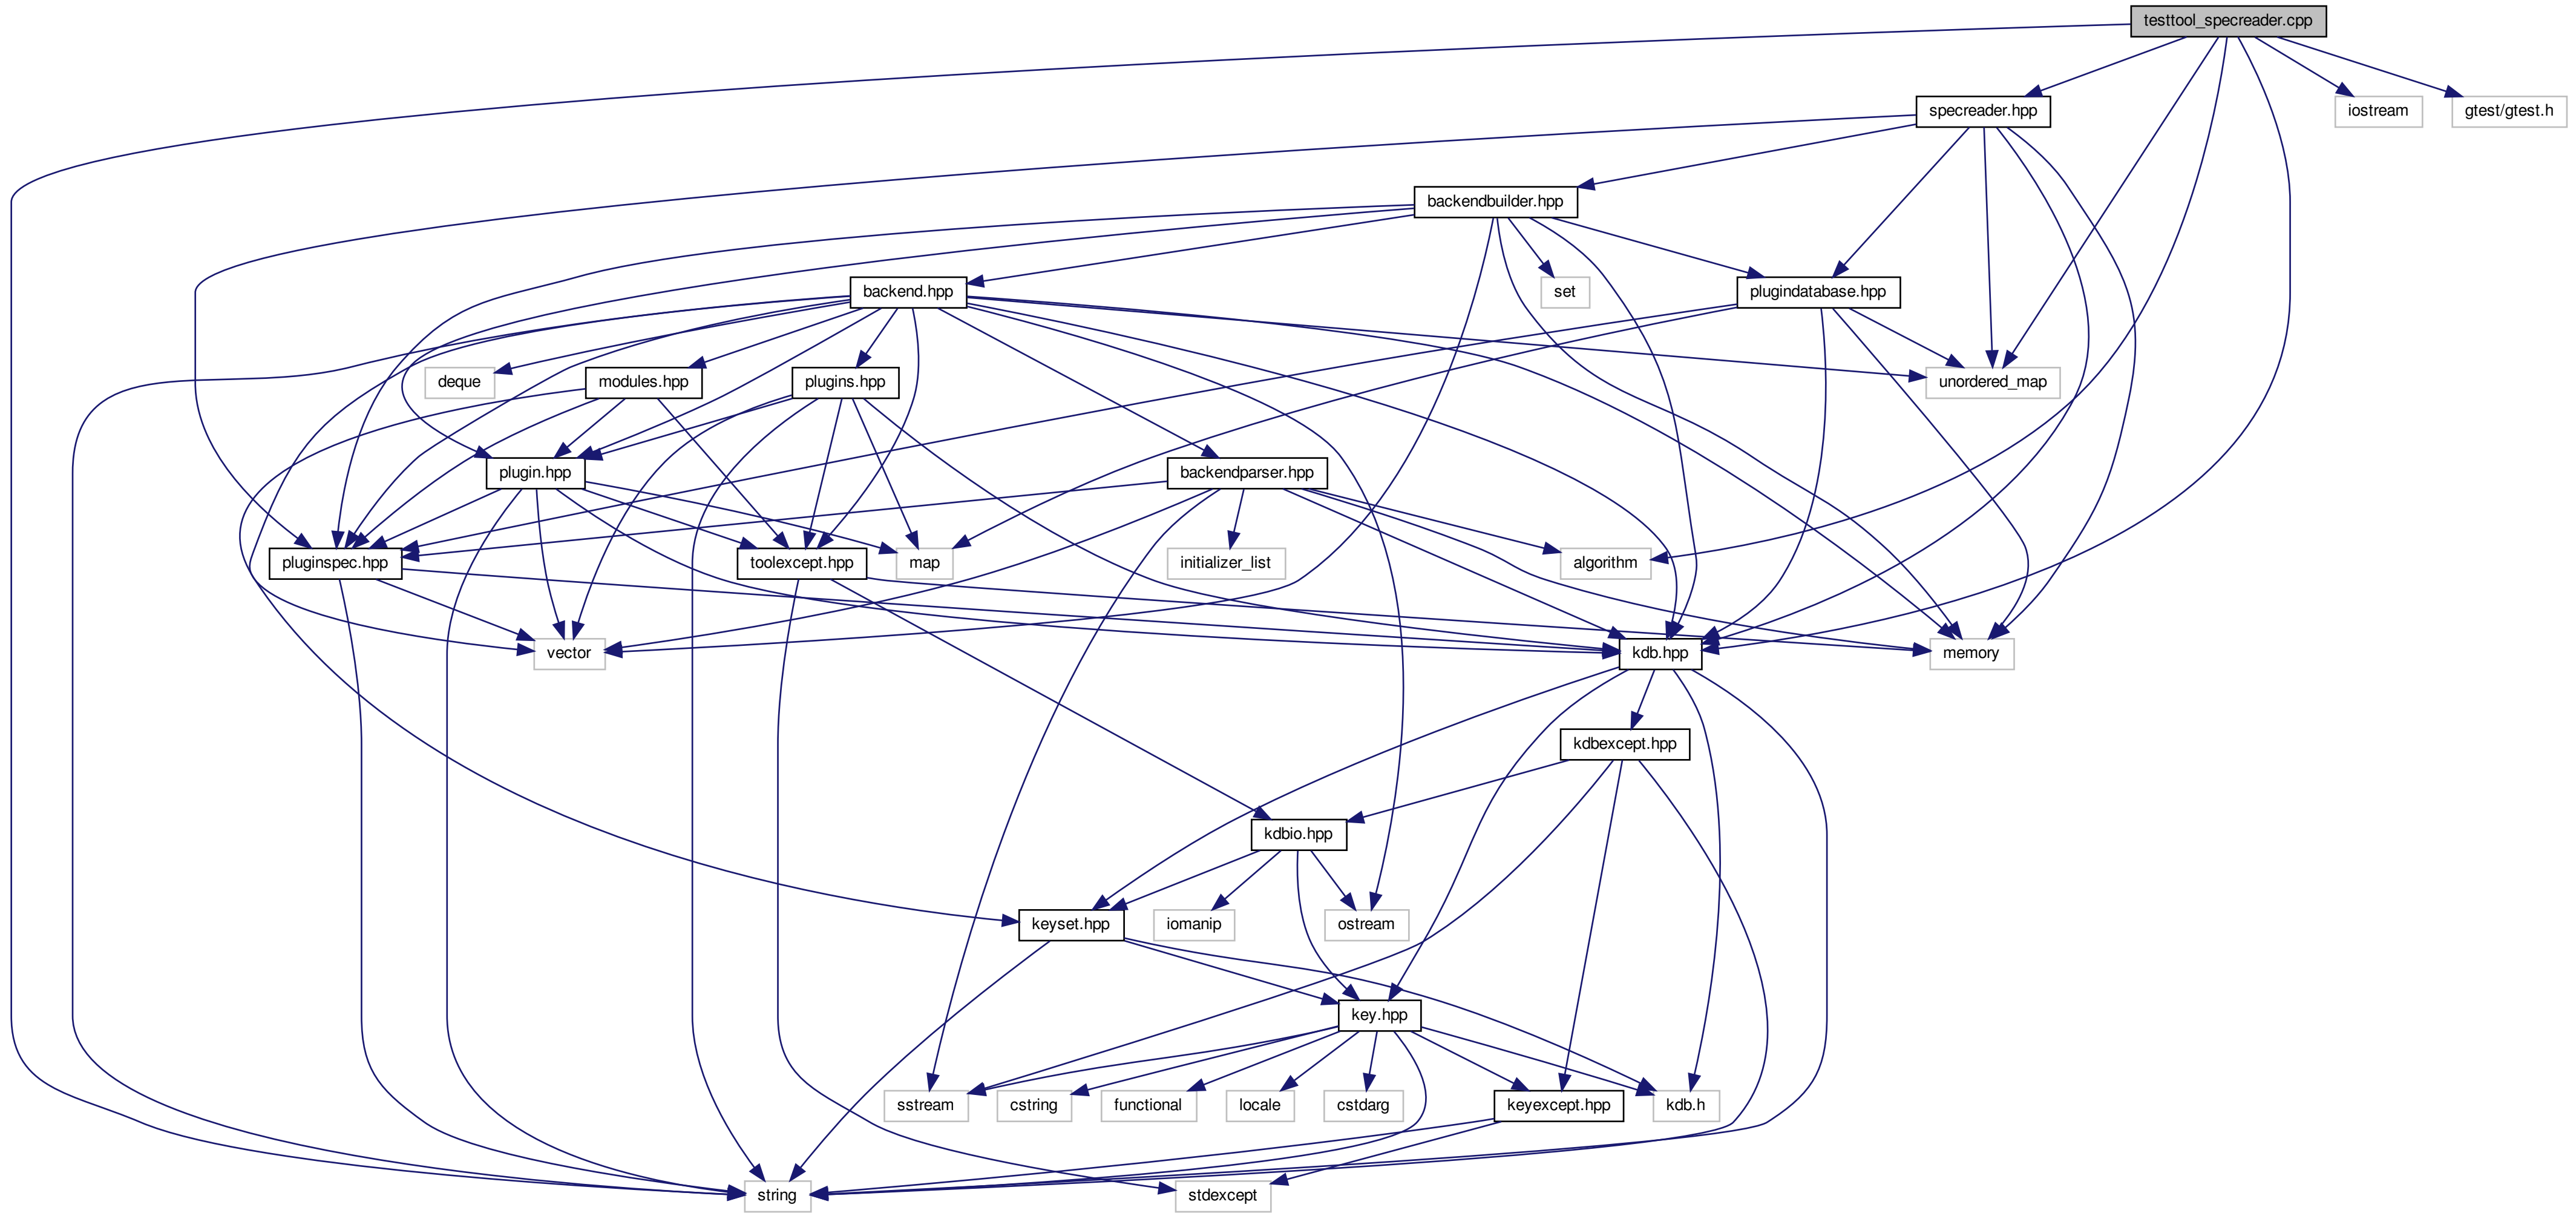 testtool_specreader.cpp
specreader.hpp
iostream
gtest/gtest.h
backendbuilder.hpp
backend.hpp
set
plugindatabase.hpp
deque
modules.hpp
plugins.hpp
unordered_map
plugin.hpp
backendparser.hpp
pluginspec.hpp
toolexcept.hpp
map
initializer_list
algorithm
vector
kdb.hpp
memory
kdbexcept.hpp
kdbio.hpp
keyset.hpp
iomanip
ostream
key.hpp
sstream
cstring
functional
locale
cstdarg
keyexcept.hpp
kdb.h
string
stdexcept